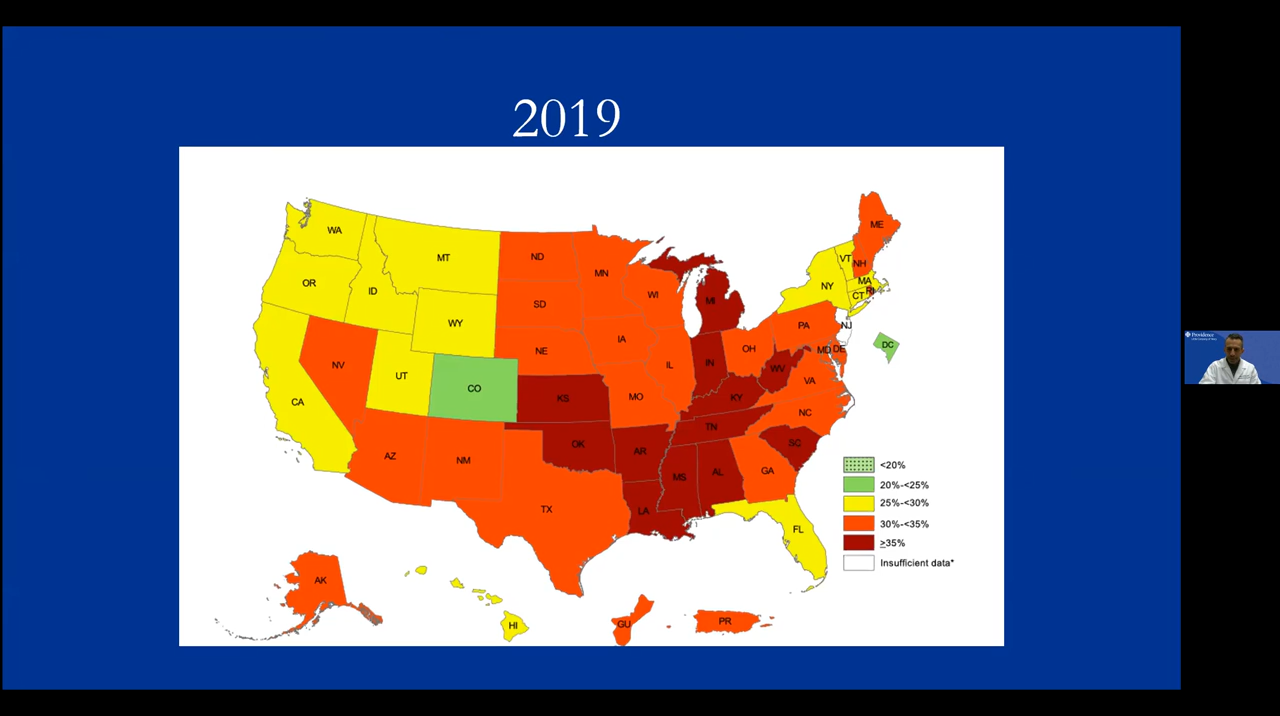 2019
WA
MT
ND
MN
ME
VT
NH
OR
ID
SD
WI
NY
MA
CT
RI
WY
MI
NE
IA
PA
NJ
NV
UT
CO
IL
IN
OH
MD
DE
DC
CA
KS
MO
KY
WV
VA
AZ
NM
OK
AR
TN
NC
SC
TX
LA
MS
AL
GA
FL
AK
HI
GU
PR
<20%
20%-<25%
25%-<30%
30%-<35%
≥35%
Insufficient data*
Providence